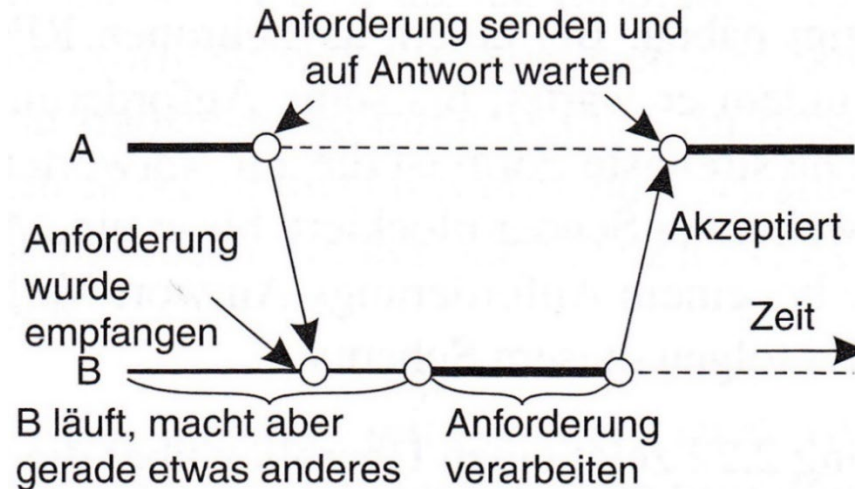 Anforderung senden und
auf Antwort warten
A
Anforderung
wurde
empfangen
Akzeptiert
Zeit
B
B läuft, macht aber
gerade etwas anderes
Anforderung
verarbeiten